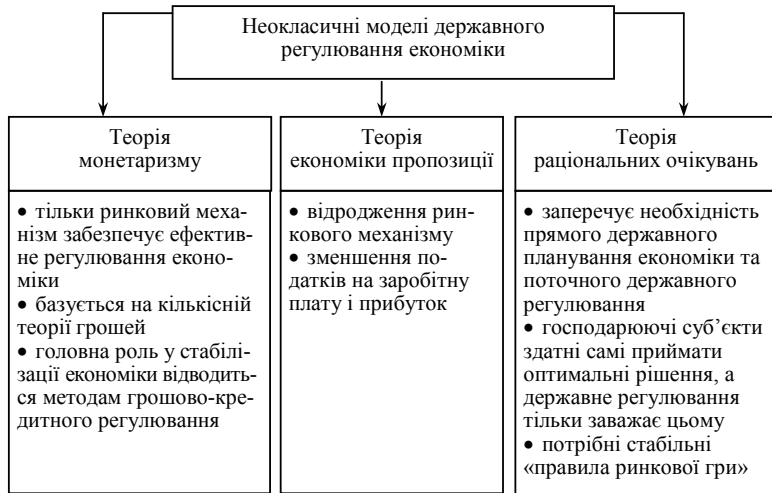 Неокласичні моделі державного
регулювання економіки
Теорія
монетаризму
• тільки ринковий меха-
нізм забезпечує ефектив-
не регулювання еконо-
міки
• базується на кількісній
теорії грошей
• головна роль у стабілі-
зації економіки відводить-
ся методам грошово-кре-
дитного регулювання
Теорія
економіки пропозиції
• відродження рин-
кового механізму
• зменшення по-
датків на заробітну
плату і прибуток
Теорія
раціональних очікувань
• заперечує необхідність
прямого державного
планування економіки та
поточного державного
регулювання
• господарюючі суб’єкти
здатні самі приймати
оптимальні рішення, а
державне регулювання
тільки заважає цьому
• потрібні стабільні
«правила ринкової гри»